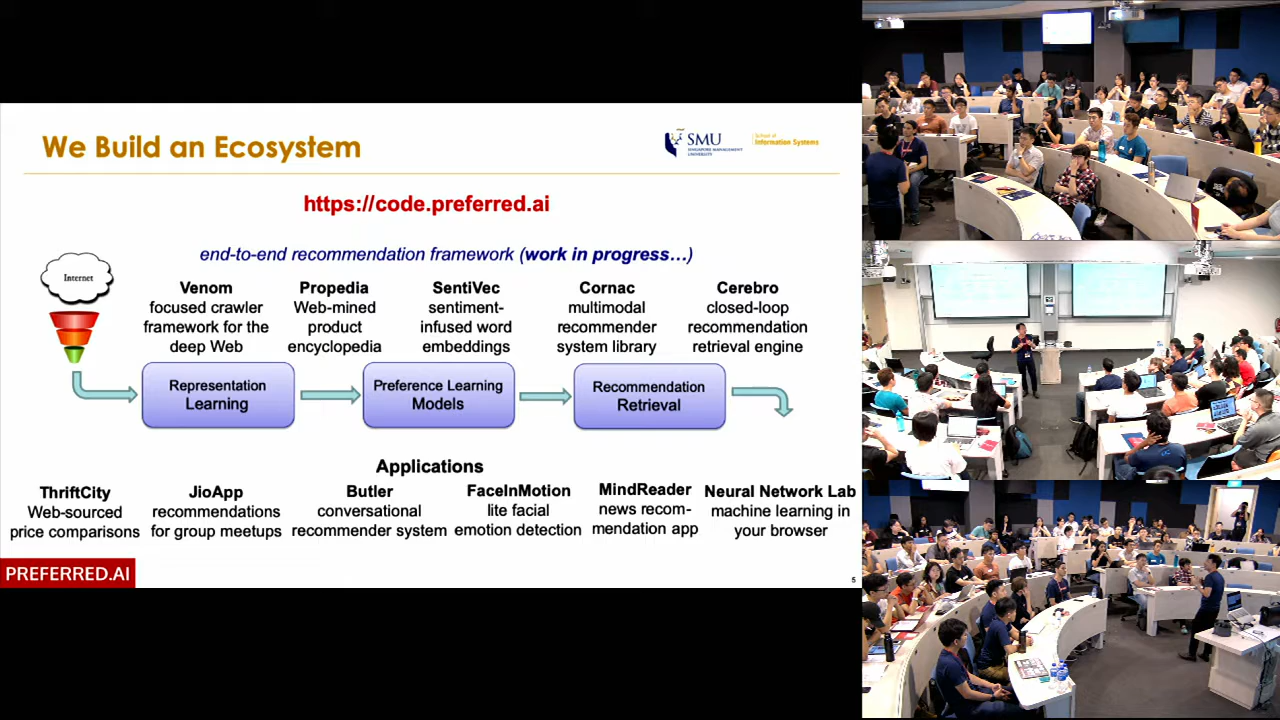 We Build an Ecosystem
SMU
SINGAPORE MANAGEMENT
UNIVERSITY
School of
Information Systems
https://code.preferred.ai
end-to-end recommendation framework (work in progress…)
Internet
Venom
focused crawler
framework for the
deep Web
Propedia
Web-mined
product
encyclopedia
SentiVec
sentiment-
infused word
embeddings
Cornac
multimodal
recommender
system library
Cerebro
closed-loop
recommendation
retrieval engine
Representation
Learning
Preference Learning
Models
Recommendation
Retrieval
Applications
ThriftCity
Web-sourced
price comparisons
JioApp
recommendations
for group meetups
Butler
conversational
recommender system
FaceInMotion
lite facial
emotion detection
MindReader
news recom-
mendation app
Neural Network Lab
machine learning in
your browser
PREFERRED.AI
5